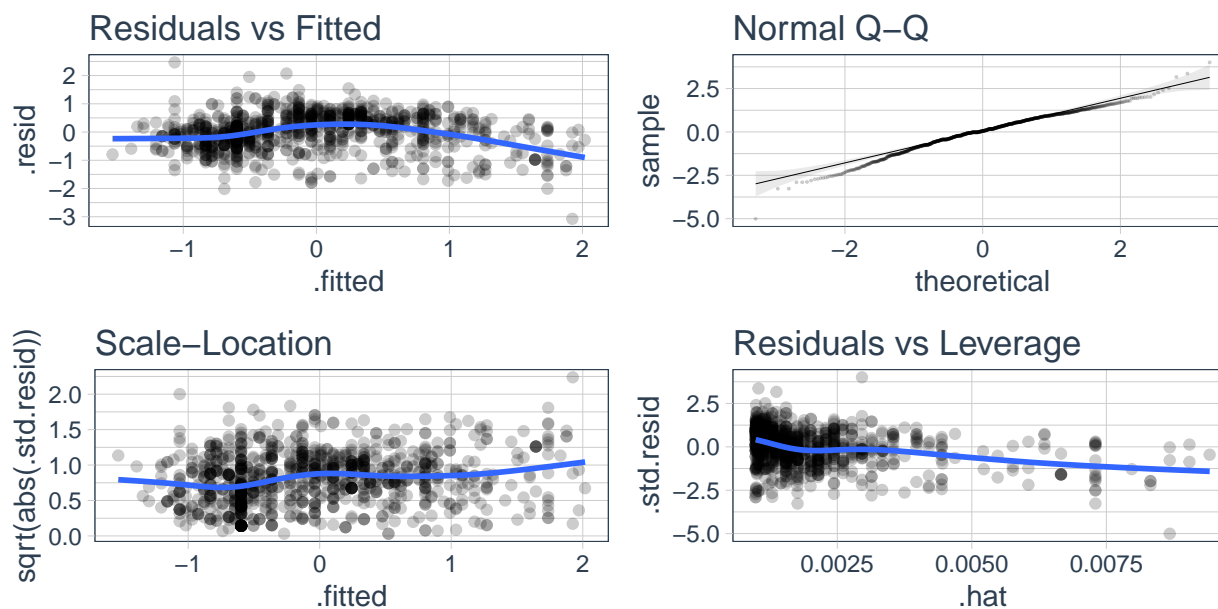 Residuals vs Fitted
.resid
2
1
0
−1
−2
−3
−1
0
1
2
.fitted
Normal Q−Q
sample
2.5
0.0
−2.5
−5.0
−2
0
2
theoretical
Scale−Location
sqrt(abs(.std.resid))
2.0
1.5
1.0
0.5
0.0
−1
0
1
2
.fitted
Residuals vs Leverage
.std.resid
2.5
0.0
−2.5
−5.0
0.0025
0.0050
0.0075
.hat